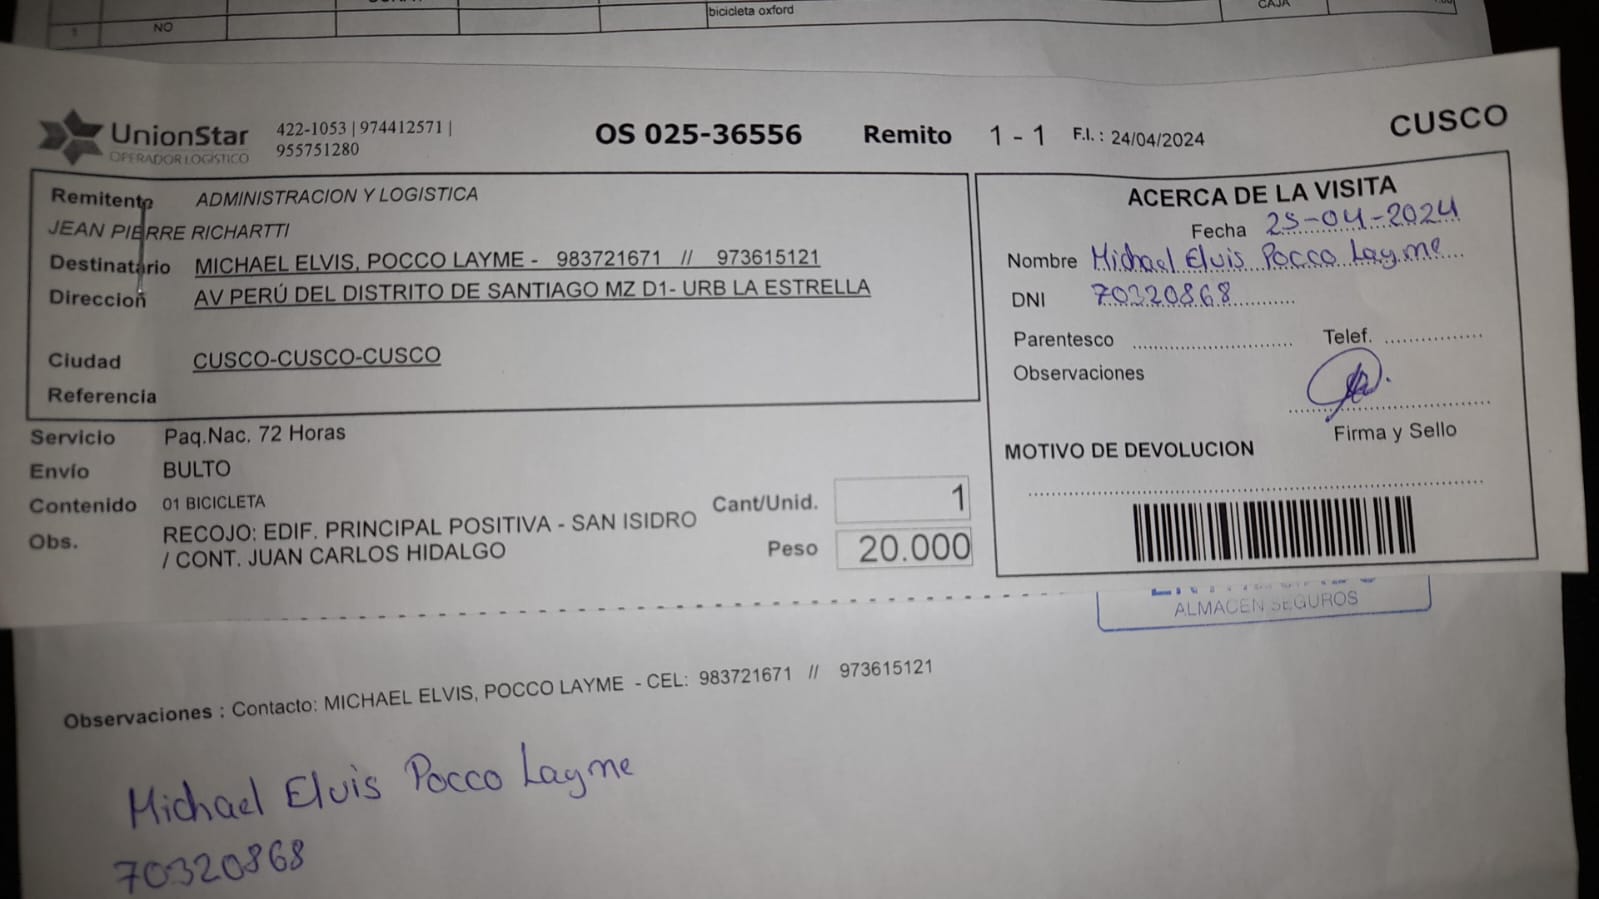 1 NO bicicleta oxford CAJA
UnionStar
OPERADOR LOGÍSTICO
422-1053 | 974412571 |
955751280
OS 025-36556 Remito 1 - 1 F.I. : 24/04/2024
CUSCO
Remitente ADMINISTRACION Y LOGISTICA
JEAN PIERRE RICHARTTI
Destinatario MICHAEL ELVIS, POCCO LAYME - 983721671 // 973615121
Direccion AV PERÚ DEL DISTRITO DE SANTIAGO MZ D1- URB LA ESTRELLA
Ciudad CUSCO-CUSCO-CUSCO
Referencia
Servicio Paq.Nac. 72 Horas
Envío BULTO
Contenido 01 BICICLETA
Obs. RECOJO: EDIF. PRINCIPAL POSITIVA - SAN ISIDRO
/ CONT. JUAN CARLOS HIDALGO
Cant/Unid. 1
Peso 20.000
ACERCA DE LA VISITA
Fecha 25-04-2024
Nombre Michael Elvis Pocco Layme
DNI 70320868
Parentesco Telef.
Observaciones
Firma y Sello
MOTIVO DE DEVOLUCION
ALMACEN SEGUROS
Observaciones : Contacto: MICHAEL ELVIS, POCCO LAYME - CEL: 983721671 // 973615121
Michael Elvis Pocco Layme
70320868